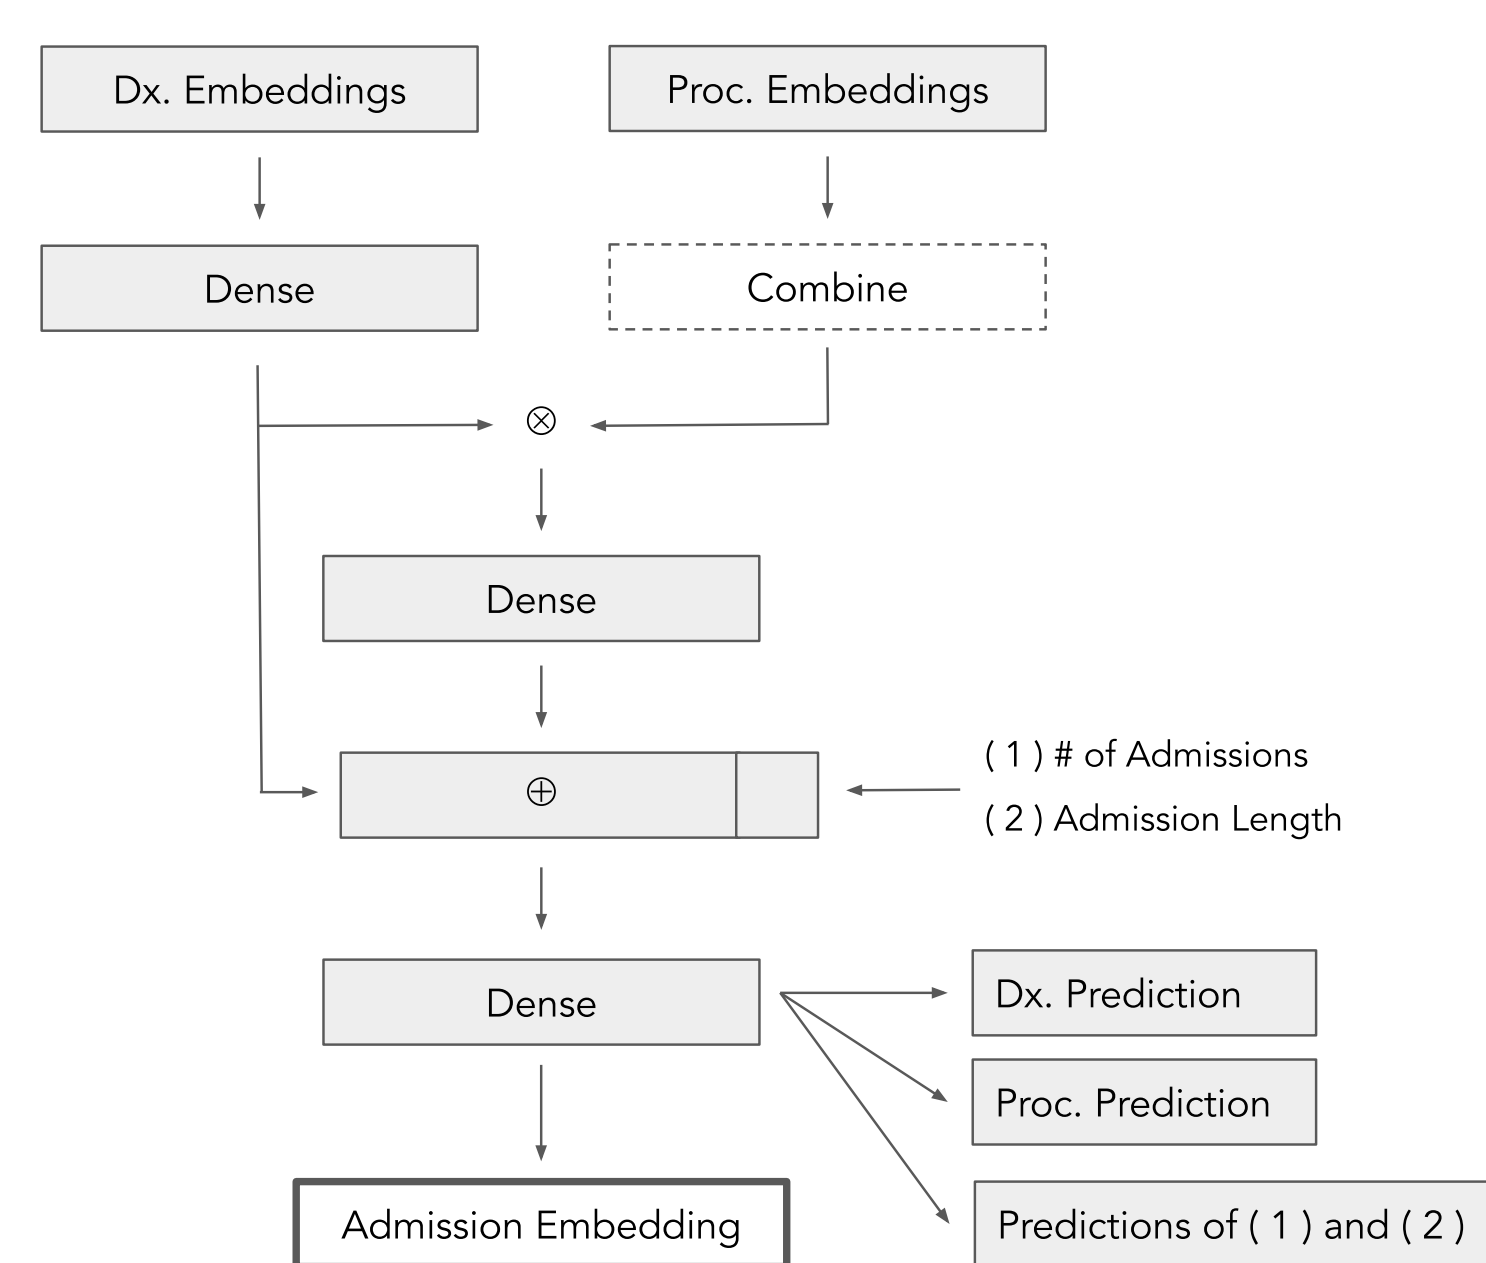 Dx. Embeddings
Proc. Embeddings
Dense
Combine
⊗
Dense
⊕
( 1 ) # of Admissions
( 2 ) Admission Length
Dense
Dx. Prediction
Proc. Prediction
Admission Embedding
Predictions of ( 1 ) and ( 2 )